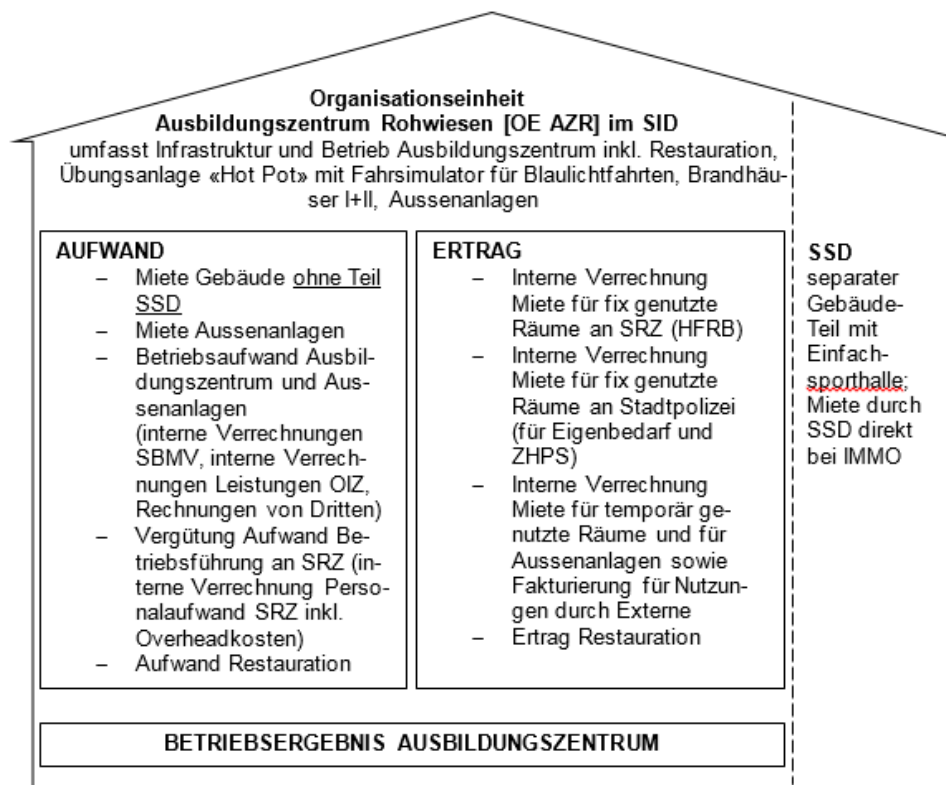 Organisationseinheit
Ausbildungszentrum Rohwiesen [OE AZR] im SID
umfasst Infrastruktur und Betrieb Ausbildungszentrum inkl. Restauration,
Übungsanlage «Hot Pot» mit Fahrsimulator für Blaulichtfahrten, Brandhäu-
ser I+II, Aussenanlagen
AUFWAND
– Miete Gebäude ohne Teil
SSD
– Miete Aussenanlagen
– Betriebsaufwand Ausbil-
dungszentrum und Aus-
senanlagen
(interne Verrechnungen
SBMV, interne Verrech-
nungen Leistungen OIZ,
Rechnungen von Dritten)
– Vergütung Aufwand Be-
triebsführung an SRZ (in-
terne Verrechnung Perso-
nalaufwand SRZ inkl.
Overheadkosten)
– Aufwand Restauration
ERTRAG
– Interne Verrechnung
Miete für fix genutzte
Räume an SRZ (HFRB)
– Interne Verrechnung
Miete für fix genutzte
Räume an Stadtpolizei
(für Eigenbedarf und
ZHPS)
– Interne Verrechnung
Miete für temporär ge-
nutzte Räume und für
Aussenanlagen sowie
Fakturierung für Nutzun-
gen durch Externe
– Ertrag Restauration
SSD
separater
Gebäude-
Teil mit
Einfach-
sporthalle;
Miete durch
SSD direkt
bei IMMO
BETRIEBSERGEBNIS AUSBILDUNGSZENTRUM